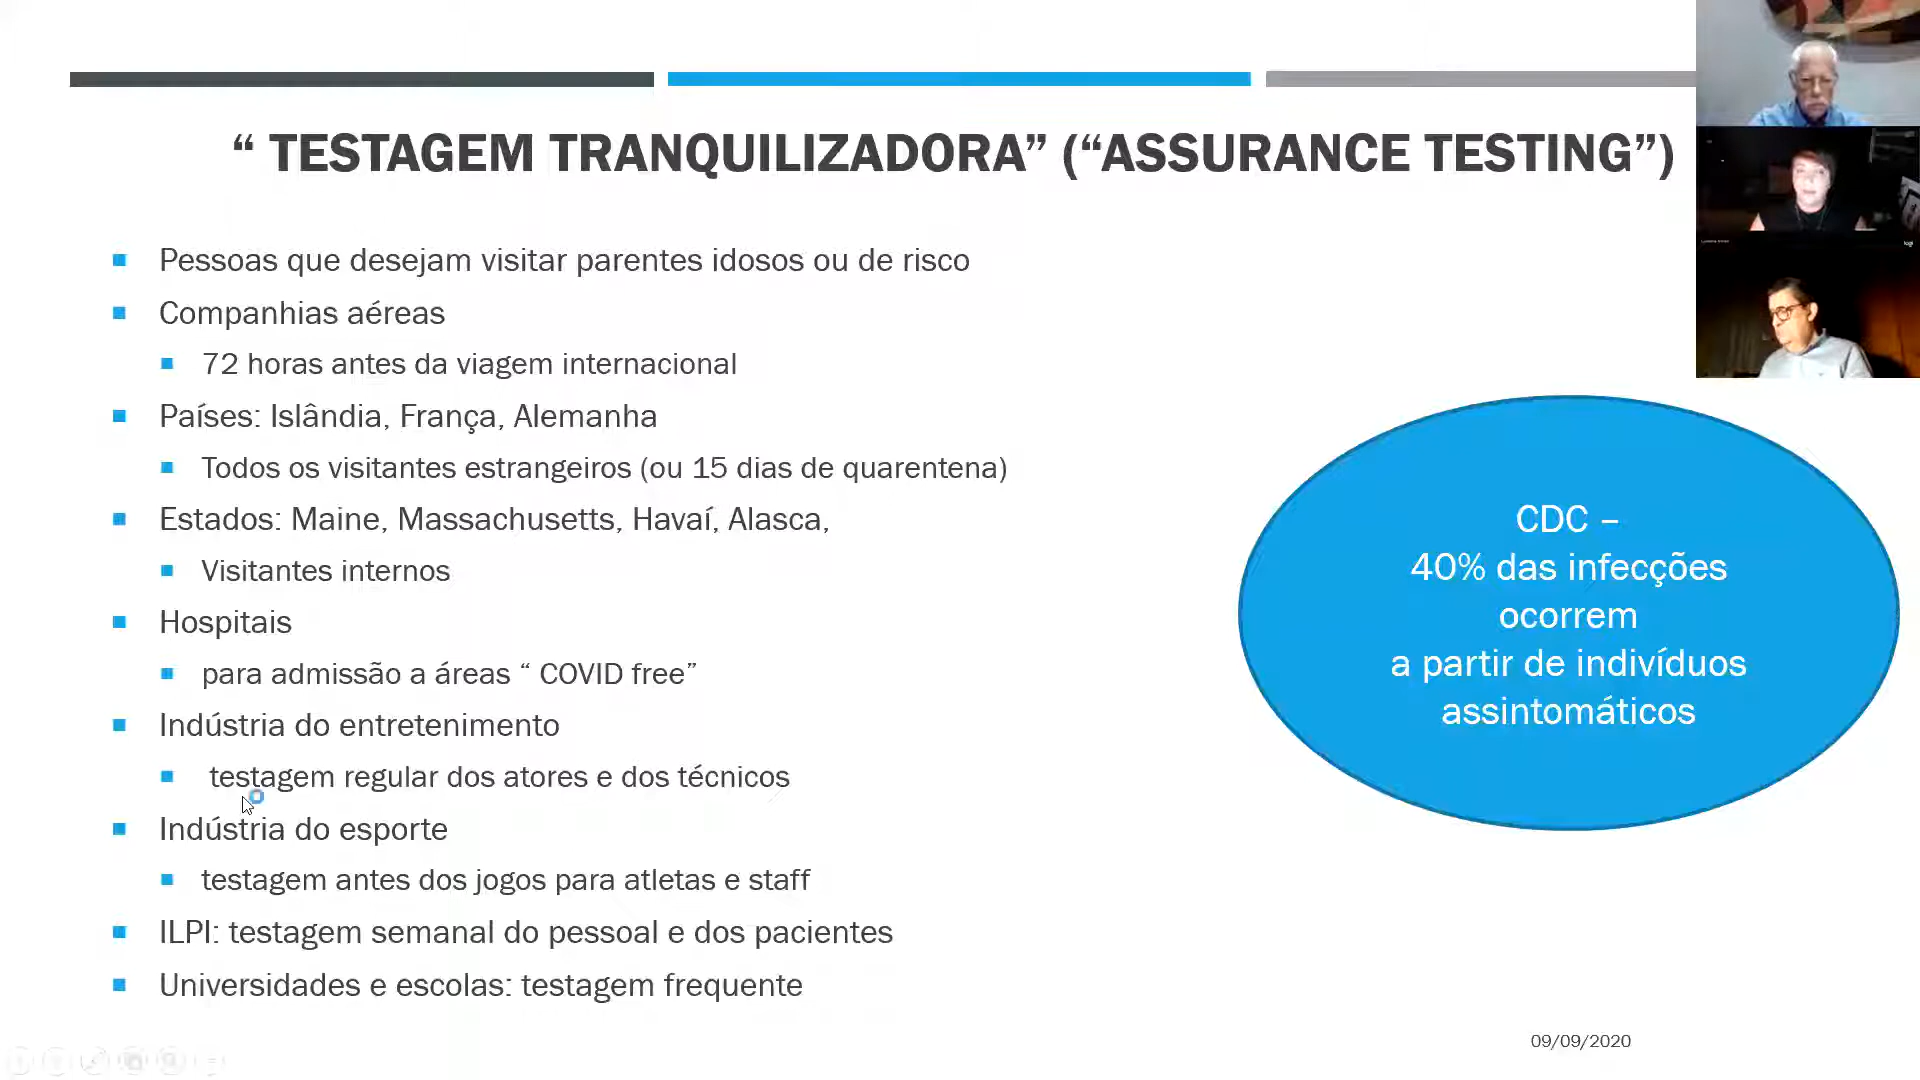 “ TESTAGEM TRANQUILIZADORA” (“ASSURANCE TESTING”)
Pessoas que desejam visitar parentes idosos ou de risco
Companhias aéreas
72 horas antes da viagem internacional
Países: Islândia, França, Alemanha
Todos os visitantes estrangeiros (ou 15 dias de quarentena)
Estados: Maine, Massachusetts, Havaí, Alasca,
Visitantes internos
Hospitais
para admissão a áreas “ COVID free”
Indústria do entretenimento
testagem regular dos atores e dos técnicos
Indústria do esporte
testagem antes dos jogos para atletas e staff
ILPI: testagem semanal do pessoal e dos pacientes
Universidades e escolas: testagem frequente
CDC –
40% das infecções
ocorrem
a partir de indivíduos
assintomáticos
09/09/2020